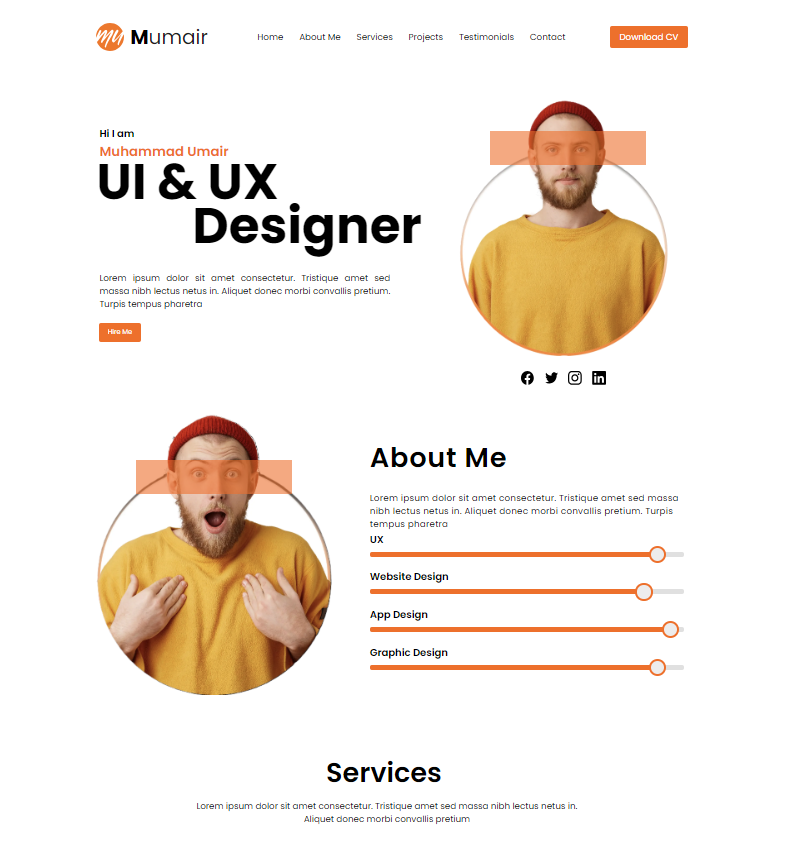 my Mumair
Home About Me Services Projects Testimonials Contact
Download CV
Hi I am
Muhammad Umair
UI & UX
Designer
Lorem ipsum dolor sit amet consectetur. Tristique amet sed
massa nibh lectus netus in. Aliquet donec morbi convallis pretium.
Turpis tempus pharetra
Hire Me
in
About Me
Lorem ipsum dolor sit amet consectetur. Tristique amet sed massa
nibh lectus netus in. Aliquet donec morbi convallis pretium. Turpis
tempus pharetra
UX
Website Design
App Design
Graphic Design
Services
Lorem ipsum dolor sit amet consectetur. Tristique amet sed massa nibh lectus netus in.
Aliquet donec morbi convallis pretium